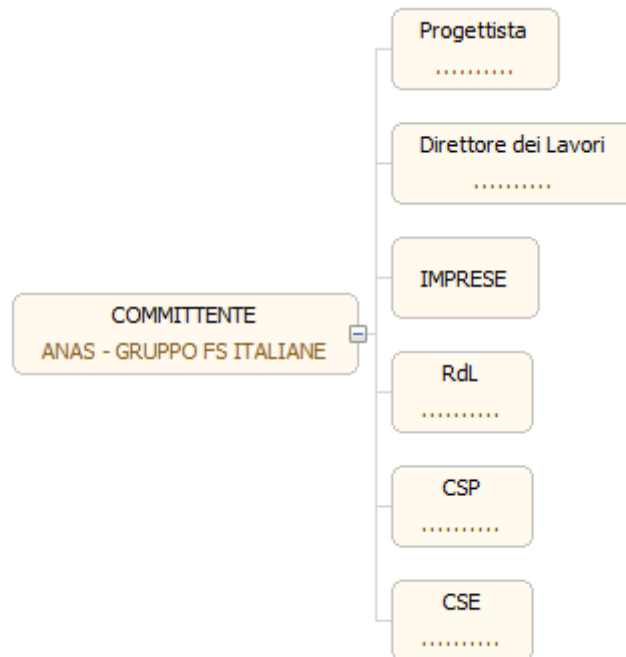 Progettista
..........
Direttore dei Lavori
..........
IMPRESE
COMMITTENTE
ANAS - GRUPPO FS ITALIANE
RdL
..........
CSP
..........
CSE
..........